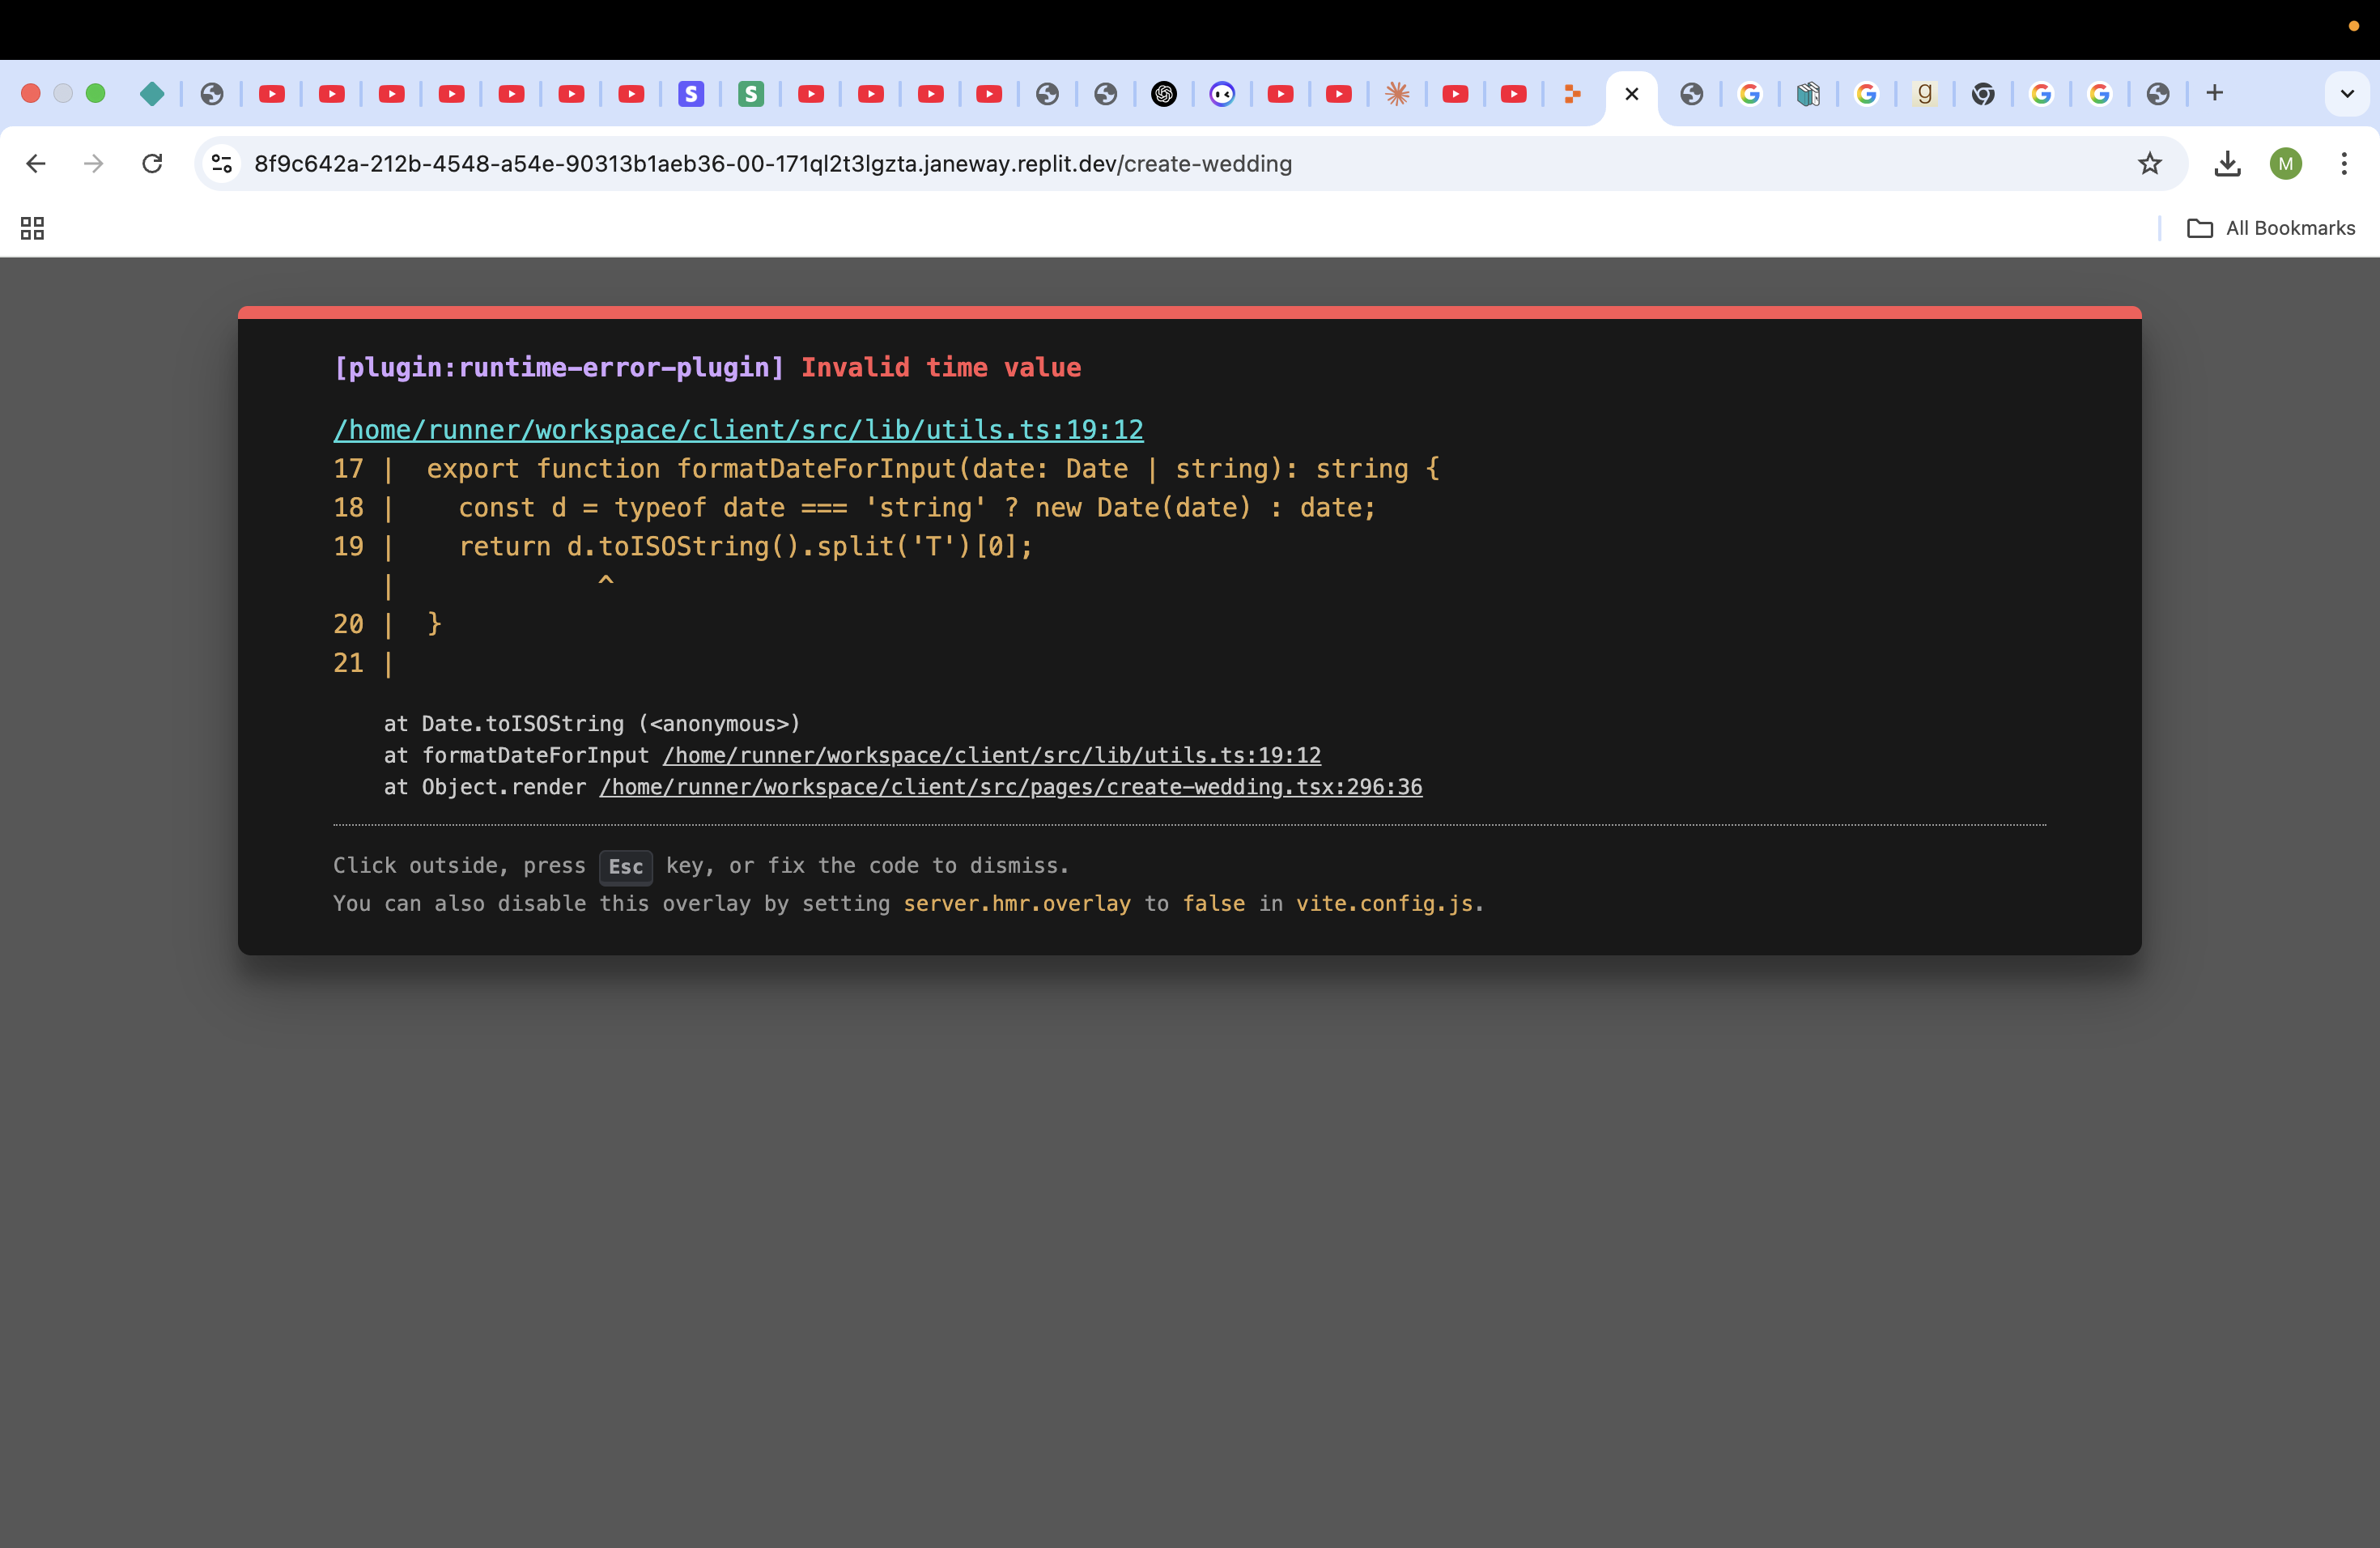 8f9c642a-212b-4548-a54e-90313b1aeb36-00-171ql2t3lgzta.janeway.replit.dev/create-wedding
M
All Bookmarks
[plugin:runtime-error-plugin] Invalid time value
/home/runner/workspace/client/src/lib/utils.ts:19:12
17 |  export function formatDateForInput(date: Date | string): string {
18 |    const d = typeof date === 'string' ? new Date(date) : date;
19 |    return d.toISOString().split('T')[0];
   |             ^
20 |  }
21 |
at Date.toISOString (<anonymous>)
at formatDateForInput /home/runner/workspace/client/src/lib/utils.ts:19:12
at Object.render /home/runner/workspace/client/src/pages/create-wedding.tsx:296:36
Click outside, press Esc key, or fix the code to dismiss.
You can also disable this overlay by setting server.hmr.overlay to false in vite.config.js.